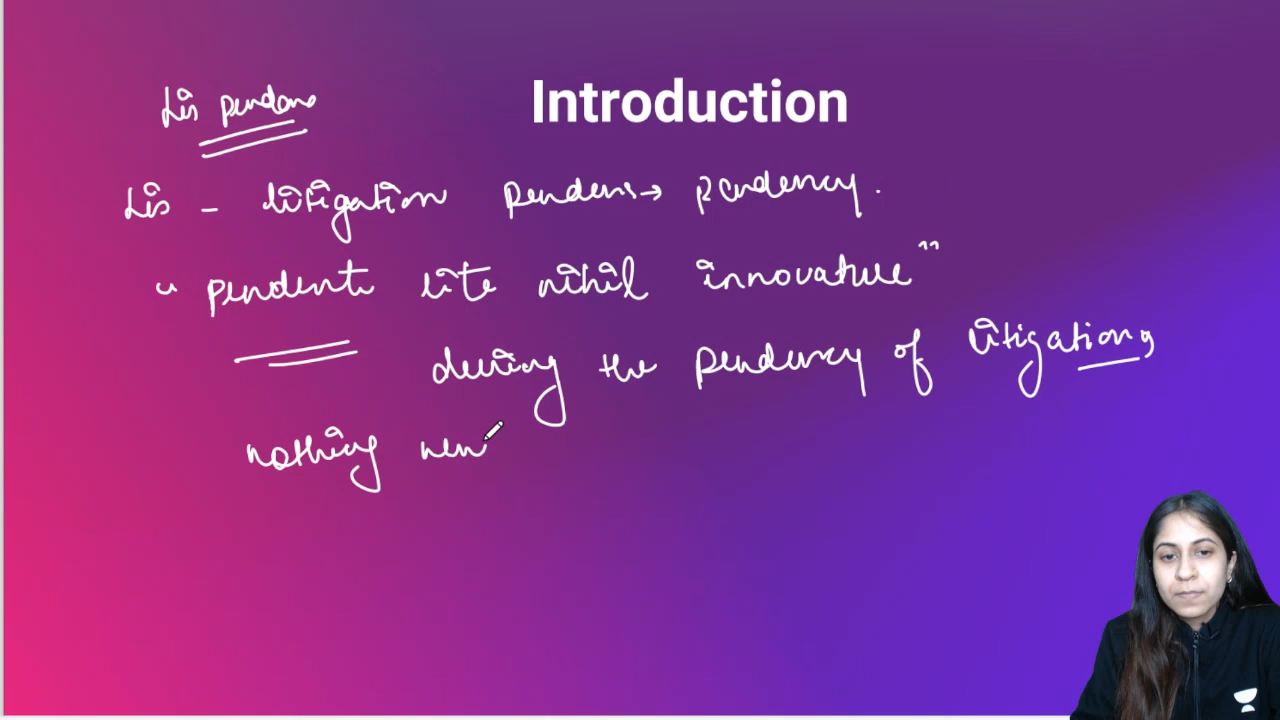 Introduction
Lis pendens
Lis - litigation pendens → pendency.
"pendente lite nihil innovature"
during the pendency of litigation,
nothing new